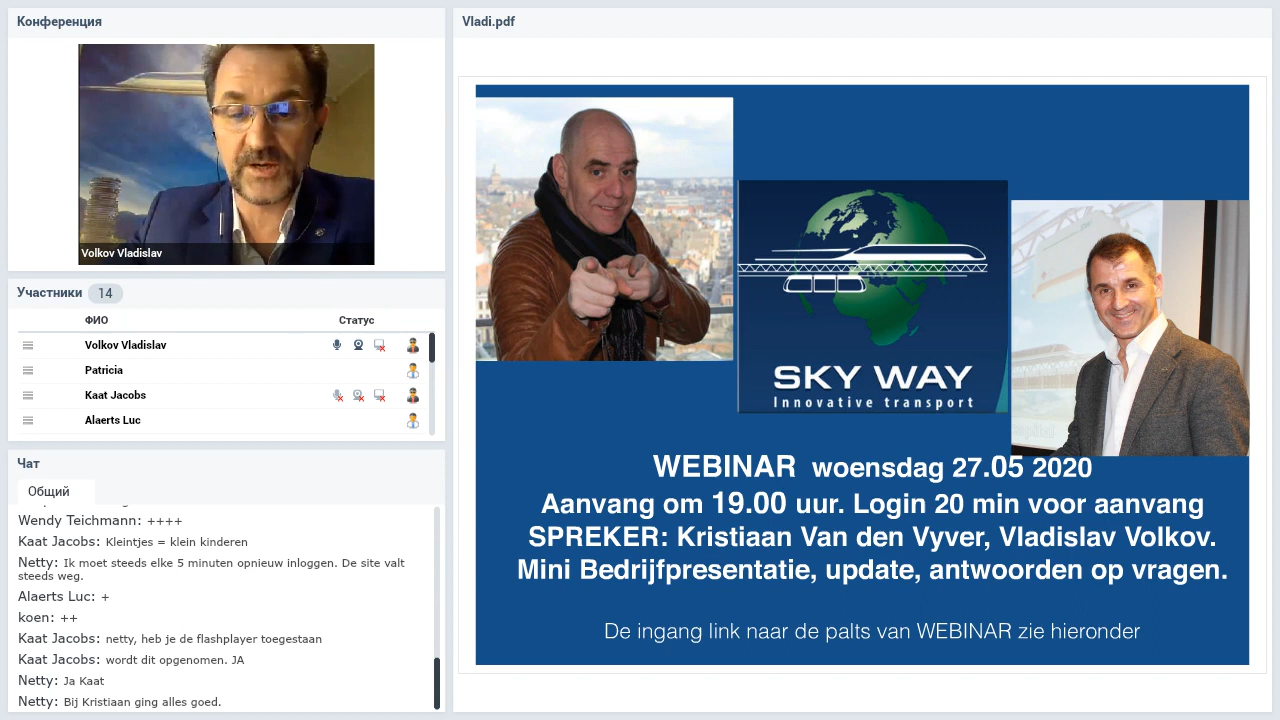 Конференция
Volkov Vladislav
Участники 14
ФИО Статус
Volkov Vladislav
Patricia
Kaat Jacobs
Alaerts Luc
Чат
Общий
Wendy Teichmann: ++++
Kaat Jacobs: Kleintjes = klein kinderen
Netty: Ik moet steeds elke 5 minuten opnieuw inloggen. De site valt
steeds weg.
Alaerts Luc: +
koen: ++
Kaat Jacobs: netty, heb je de flashplayer toegestaan
Kaat Jacobs: wordt dit opgenomen. JA
Netty: Ja Kaat
Netty: Bij Kristiaan ging alles goed.
Vladi.pdf
SKY WAY
Innovative transport
WEBINAR woensdag 27.05 2020
Aanvang om 19.00 uur. Login 20 min voor aanvang
SPREKER: Kristiaan Van den Vyver, Vladislav Volkov.
Mini Bedrijfpresentatie, update, antwoorden op vragen.
De ingang link naar de palts van WEBINAR zie hieronder